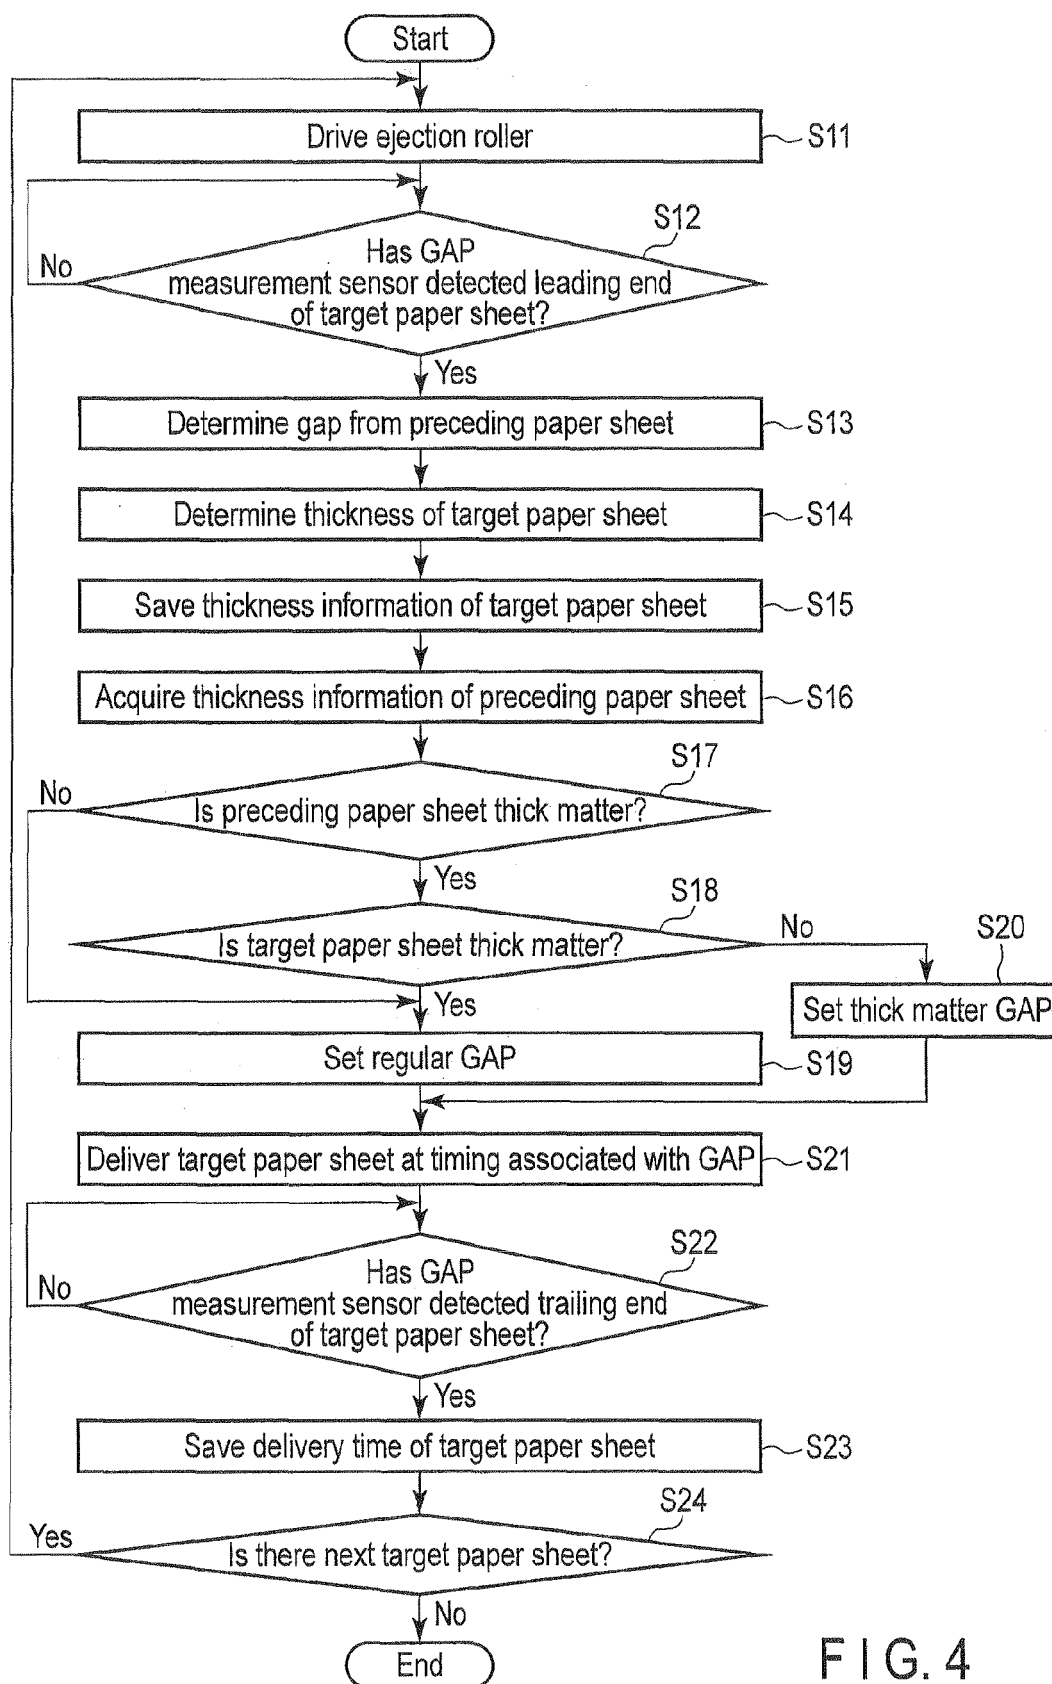 Start
Drive ejection roller
S11
S12
Has GAP
measurement sensor detected leading end
of target paper sheet?
No
Yes
Determine gap from preceding paper sheet
S13
Determine thickness of target paper sheet
S14
Save thickness information of target paper sheet
S15
Acquire thickness information of preceding paper sheet
S16
S17
No
Is preceding paper sheet thick matter?
Yes
S18
Is target paper sheet thick matter?
No
S20
Set thick matter GAP
Yes
Set regular GAP
S19
Deliver target paper sheet at timing associated with GAP
S21
S22
Has GAP
measurement sensor detected trailing end
of target paper sheet?
No
Yes
Save delivery time of target paper sheet
S23
S24
Yes
Is there next target paper sheet?
No
End
FIG. 4